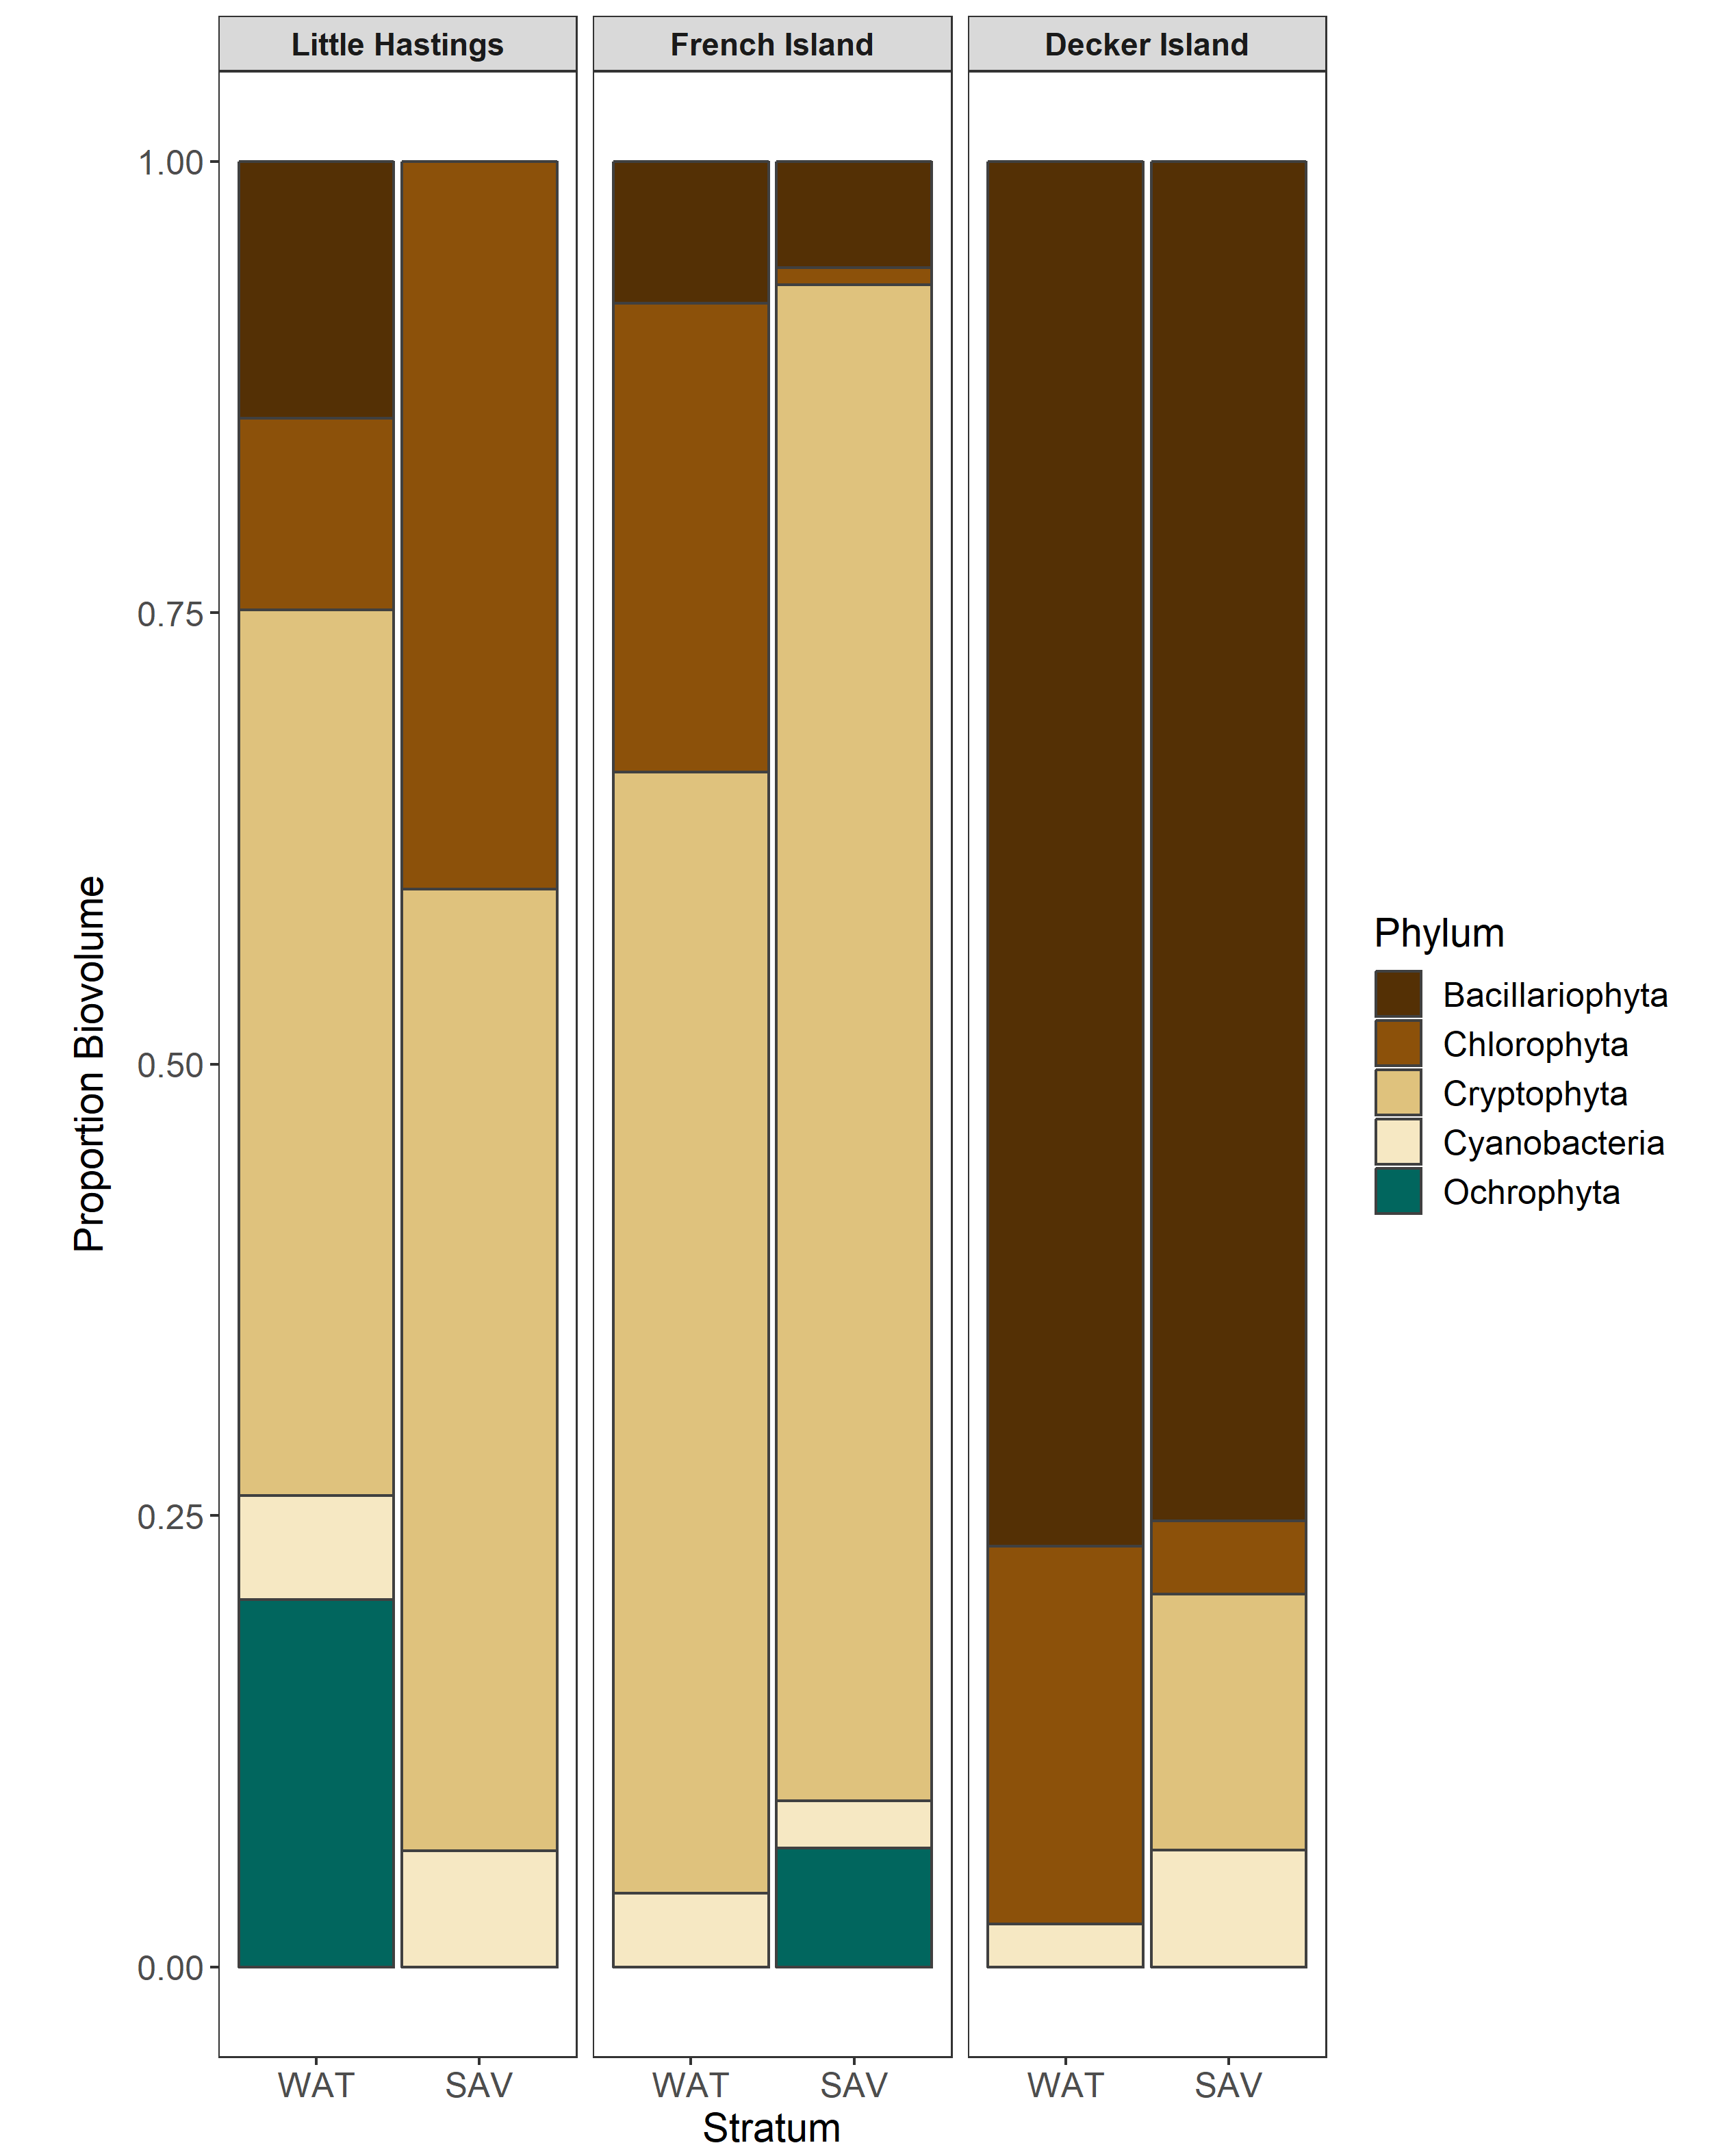 Little Hastings
French Island
Decker Island
1.00
0.75
0.50
0.25
0.00
Proportion Biovolume
WAT
SAV
WAT
SAV
WAT
SAV
Stratum
Phylum
Bacillariophyta
Chlorophyta
Cryptophyta
Cyanobacteria
Ochrophyta